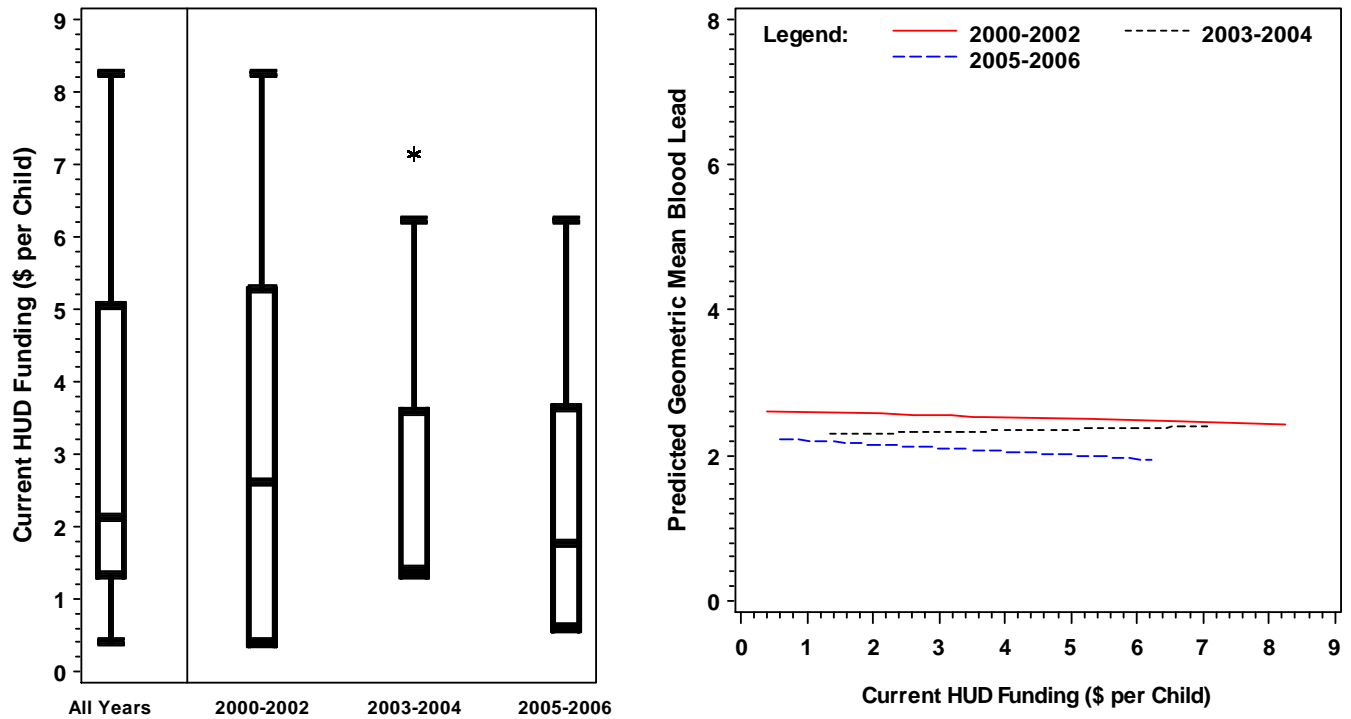 Current HUD Funding ($ per Child)
9
8
7
6
5
4
3
2
1
0
*
All Years 2000-2002 2003-2004 2005-2006
Predicted Geometric Mean Blood Lead
8
6
4
2
0
Legend: 2000-2002 2003-2004
2005-2006
0 1 2 3 4 5 6 7 8 9
Current HUD Funding ($ per Child)